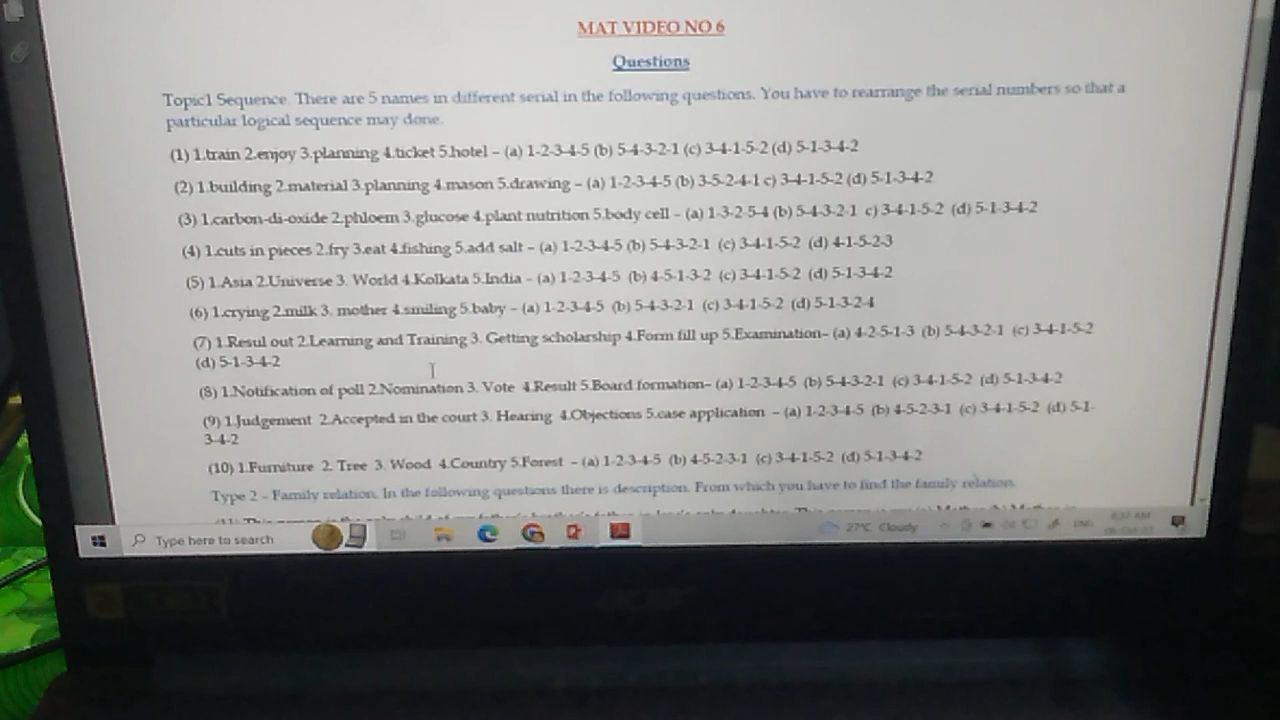 MAT VIDEO NO 6
Questions
Topic1 Sequence. There are 5 names in different serial in the following questions. You have to rearrange the serial numbers so that a
particular logical sequence may done.
(1) 1.train 2.enjoy 3.planning 4.ticket 5.hotel – (a) 1-2-3-4-5 (b) 5-4-3-2-1 (c) 3-4-1-5-2 (d) 5-1-3-4-2
(2) 1.building 2.material 3.planning 4.mason 5.drawing – (a) 1-2-3-4-5 (b) 3-5-2-4-1 c) 3-4-1-5-2 (d) 5-1-3-4-2
(3) 1.carbon-di-oxide 2.phloem 3.glucose 4.plant nutrition 5.body cell – (a) 1-3-2-5-4 (b) 5-4-3-2-1 c) 3-4-1-5-2 (d) 5-1-3-4-2
(4) 1.cuts in pieces 2.fry 3.eat 4.fishing 5.add salt – (a) 1-2-3-4-5 (b) 5-4-3-2-1 (c) 3-4-1-5-2 (d) 4-1-5-2-3
(5) 1.Asia 2.Universe 3. World 4.Kolkata 5.India – (a) 1-2-3-4-5 (b) 4-5-1-3-2 (c) 3-4-1-5-2 (d) 5-1-3-4-2
(6) 1.crying 2.milk 3. mother 4.smiling 5.baby – (a) 1-2-3-4-5 (b) 5-4-3-2-1 (c) 3-4-1-5-2 (d) 5-1-3-2-4
(7) 1.Resul out 2.Learning and Training 3. Getting scholarship 4.Form fill up 5.Examination– (a) 4-2-5-1-3 (b) 5-4-3-2-1 (c) 3-4-1-5-2
(d) 5-1-3-4-2
(8) 1.Notification of poll 2.Nomination 3. Vote 4.Result 5.Board formation– (a) 1-2-3-4-5 (b) 5-4-3-2-1 (c) 3-4-1-5-2 (d) 5-1-3-4-2
(9) 1.Judgement 2.Accepted in the court 3. Hearing 4.Objections 5.case application – (a) 1-2-3-4-5 (b) 4-5-2-3-1 (c) 3-4-1-5-2 (d) 5-1-
3-4-2
(10) 1.Furniture 2. Tree 3. Wood 4.Country 5.Forest – (a) 1-2-3-4-5 (b) 4-5-2-3-1 (c) 3-4-1-5-2 (d) 5-1-3-4-2
Type 2 – Family relation. In the following questions there is description. From which you have to find the family relation.
Type here to search
27°C Cloudy
ENG
8:37 AM
acer